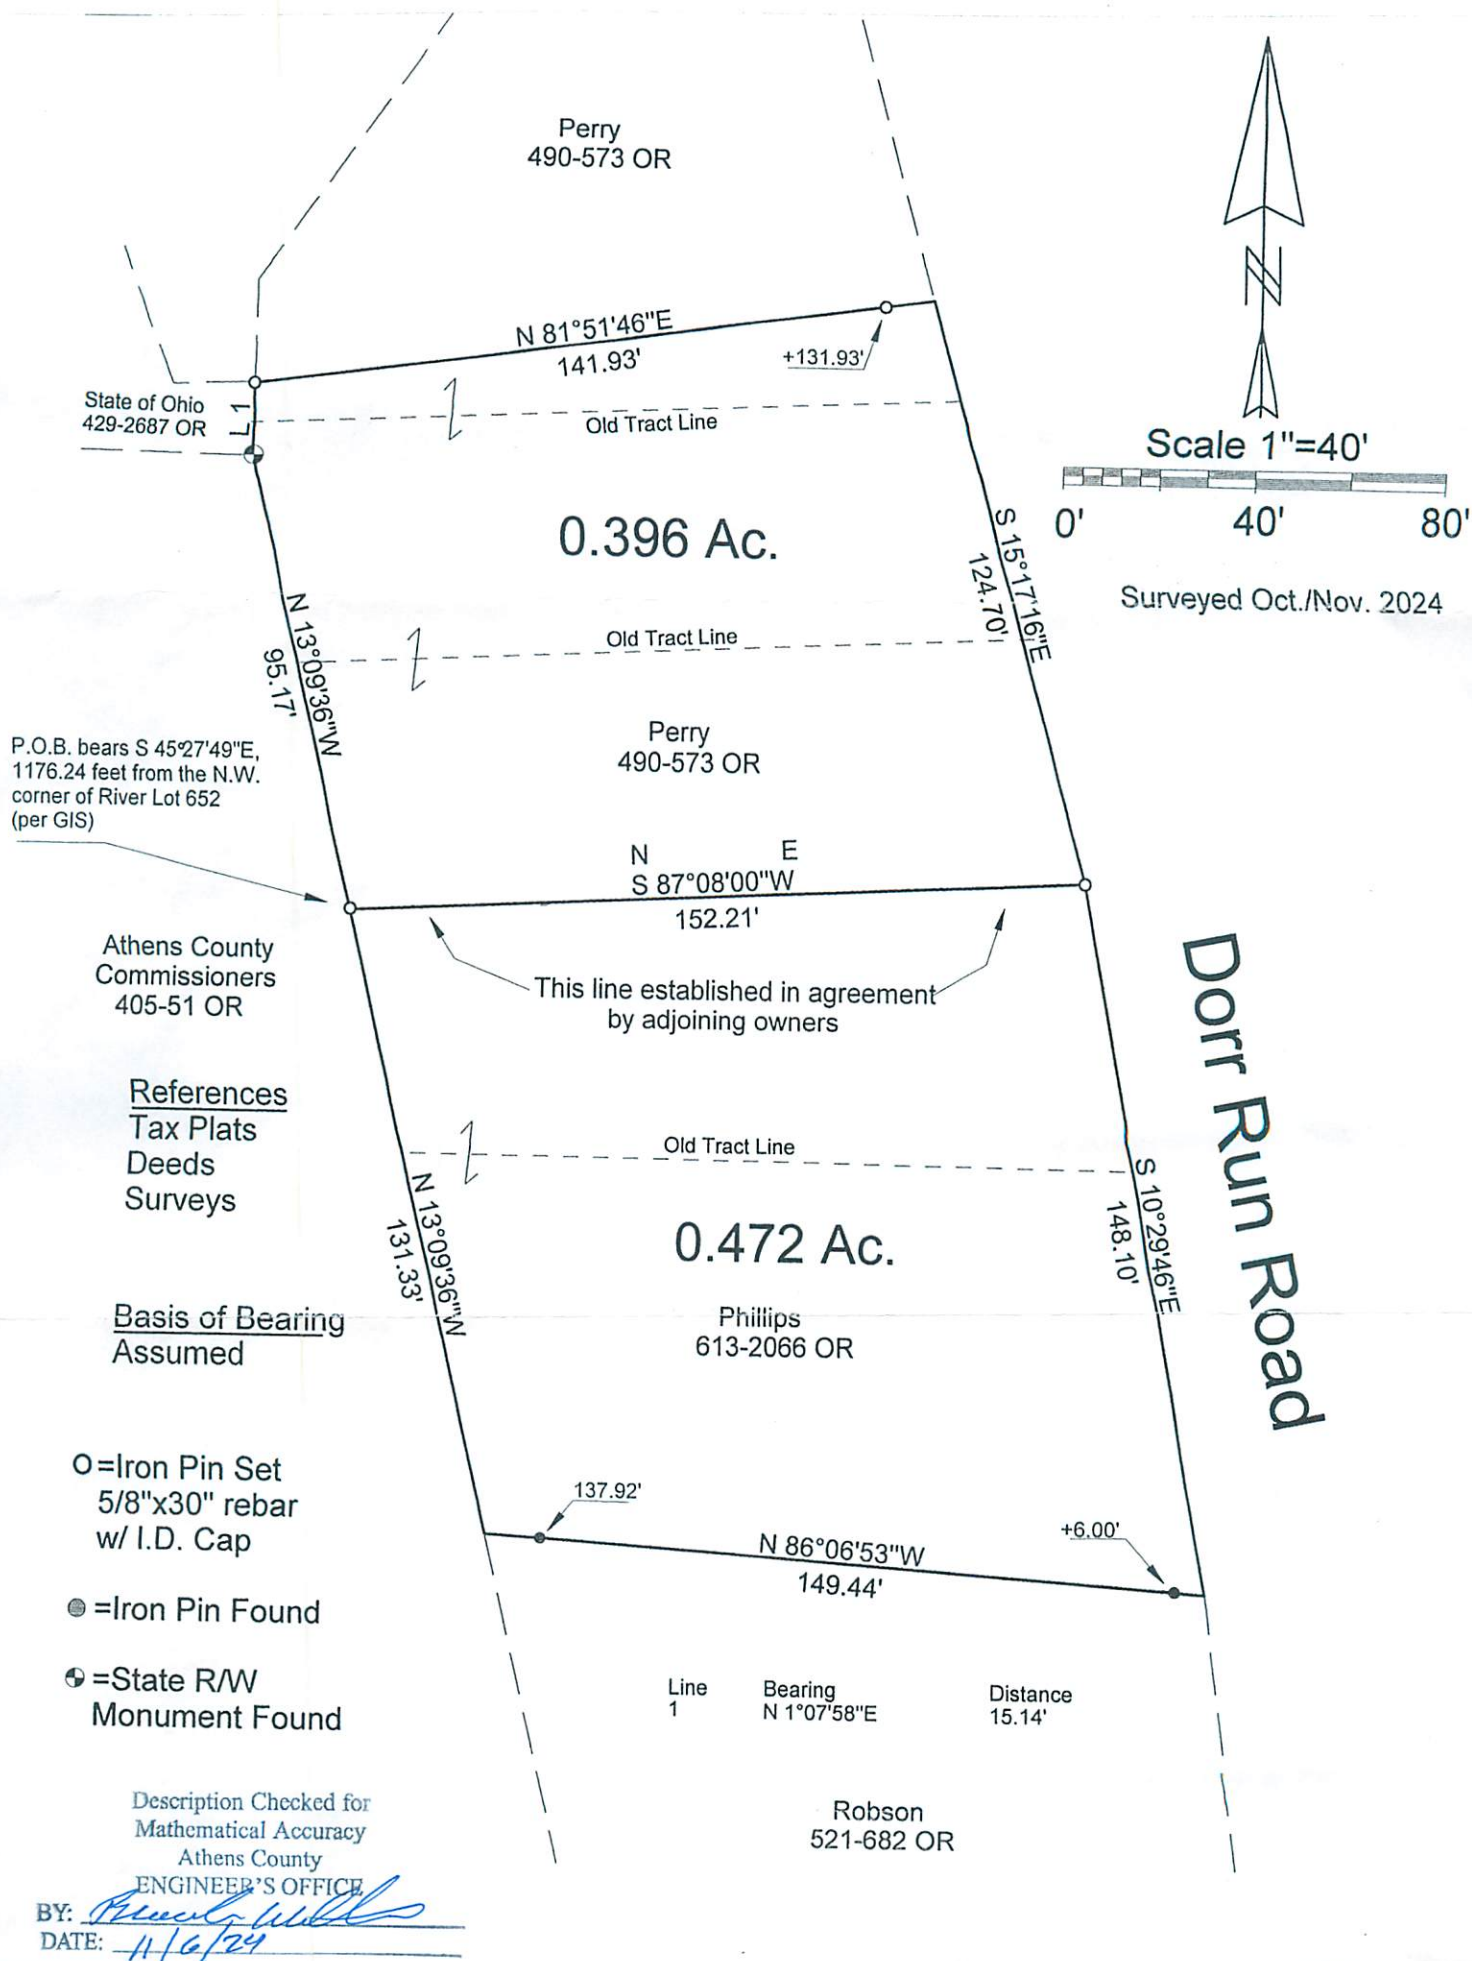 Perry
490-573 OR
N
N 81°51'46"E
141.93'
+131.93'
State of Ohio
429-2687 OR
L1
Old Tract Line
Scale 1"=40'
0' 40' 80'
0.396 Ac.
S 15°17'16"E
124.70'
Surveyed Oct./Nov. 2024
N 13°09'36"W
95.17'
Old Tract Line
Perry
490-573 OR
P.O.B. bears S 45°27'49"E,
1176.24 feet from the N.W.
corner of River Lot 652
(per GIS)
N E
S 87°08'00"W
152.21'
This line established in agreement
by adjoining owners
Athens County
Commissioners
405-51 OR
Dorr Run Road
References
Tax Plats
Deeds
Surveys
Old Tract Line
N 13°09'36"W
131.33'
0.472 Ac.
S 10°29'46"E
148.10'
Phillips
613-2066 OR
Basis of Bearing
Assumed
O=Iron Pin Set
5/8"x30" rebar
w/ I.D. Cap
137.92'
N 86°06'53"W
149.44'
+6.00'
=Iron Pin Found
=State R/W
Monument Found
Line Bearing Distance
1 N 1°07'58"E 15.14'
Robson
521-682 OR
Description Checked for
Mathematical Accuracy
Athens County
ENGINEER'S OFFICE
BY:
DATE: 11/6/24